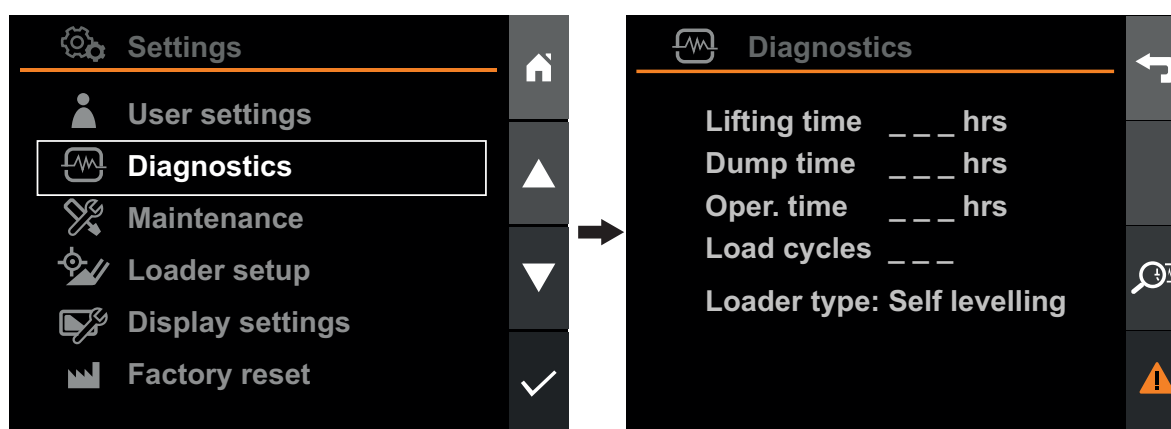 Settings
User settings
Diagnostics
Maintenance
Loader setup
Display settings
Factory reset
Diagnostics
Lifting time _ _ _ hrs
Dump time _ _ _ hrs
Oper. time _ _ _ hrs
Load cycles _ _ _
Loader type: Self levelling